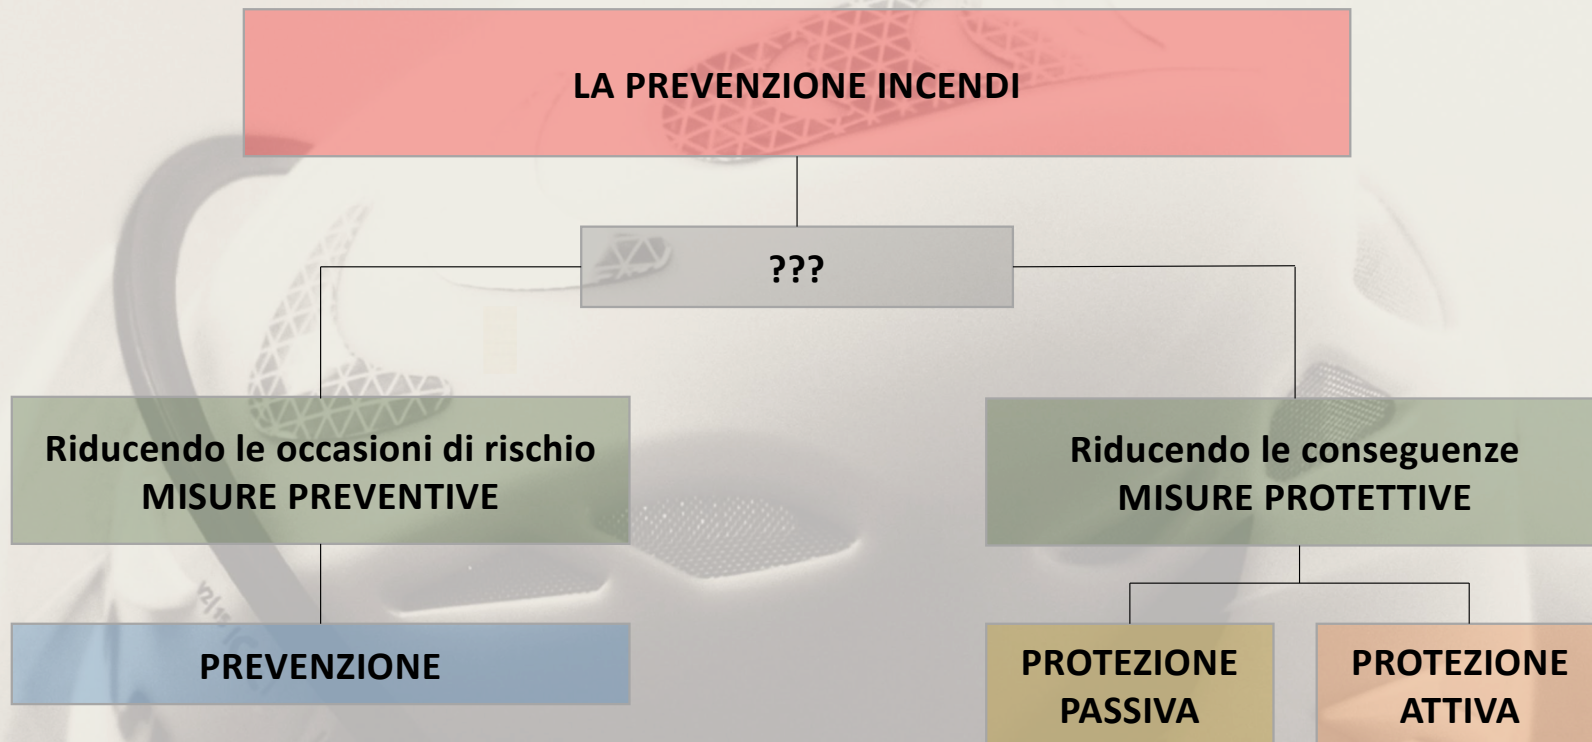 LA PREVENZIONE INCENDI
???
Riducendo le occasioni di rischio
MISURE PREVENTIVE
Riducendo le conseguenze
MISURE PROTETTIVE
PREVENZIONE
PROTEZIONE
PASSIVA
PROTEZIONE
ATTIVA